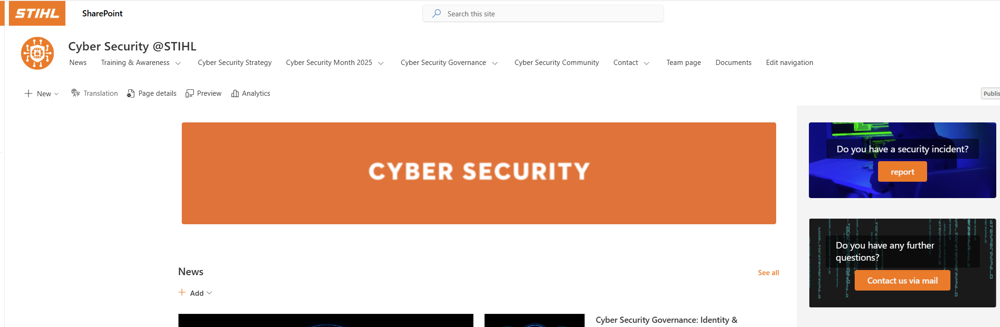 STIHL
SharePoint
Search this site
Cyber Security @STIHL
News
Training & Awareness
Cyber Security Strategy
Cyber Security Month 2025
Cyber Security Governance
Cyber Security Community
Contact
Team page
Documents
Edit navigation
New
Translation
Page details
Preview
Analytics
Publis
CYBER SECURITY
Do you have a security incident?
report
Do you have any further
questions?
Contact us via mail
News
See all
Add
Cyber Security Governance: Identity &